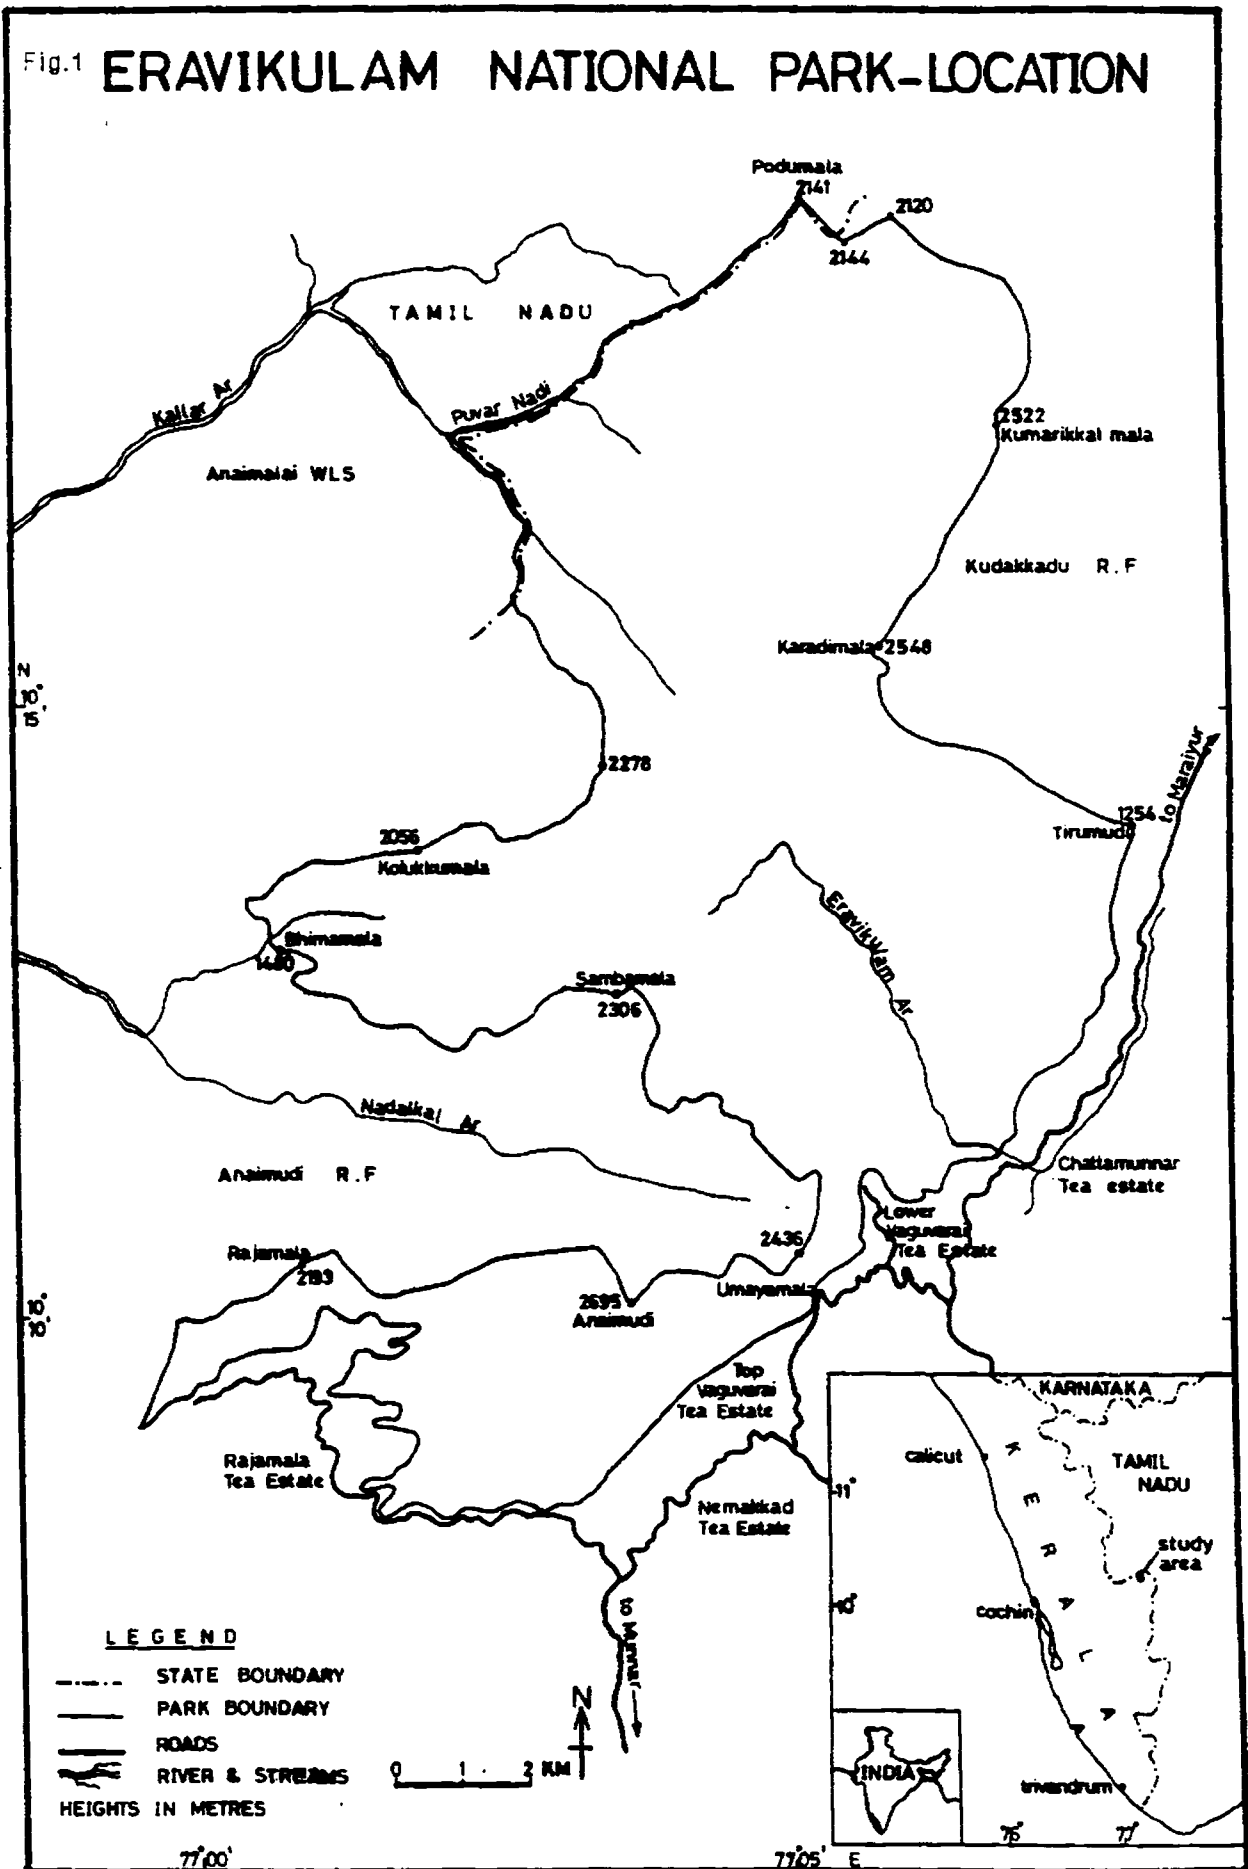 Fig.1 ERAVIKULAM NATIONAL PARK-LOCATION
Podumala
2141
2120
2144
TAMIL NADU
Kallar Ar
Puvar Nadi
2522
Kumarikkal mala
Anaimalai WLS
Kudakkadu R.F
Karadimala 2548
N
10°
15'
2278
to Maraiyur
1254
Tirumudi
2056
Kolukkumala
Eravikulam Ar
Bhimamala
1480
Sambamala
2306
Nadaikal Ar
Anaimudi R.F
Chattamunnar
Tea estate
Lower
Vaguvarai
Tea Estate
2436
Rajamala
2193
Umayamala
2695
Anaimudi
10°
10'
Top
Vaguvarai
Tea Estate
Rajamala
Tea Estate
Nemakkad
Tea Estate
to Munnar
KARNATAKA
calicut
TAMIL
NADU
11°
KERALA
study
area
10°
cochin
trivandrum
INDIA
76°
77°
LEGEND
STATE BOUNDARY
PARK BOUNDARY
ROADS
RIVER & STREAMS
HEIGHTS IN METRES
0 1 2 KM
N
77°00'
77°05' E